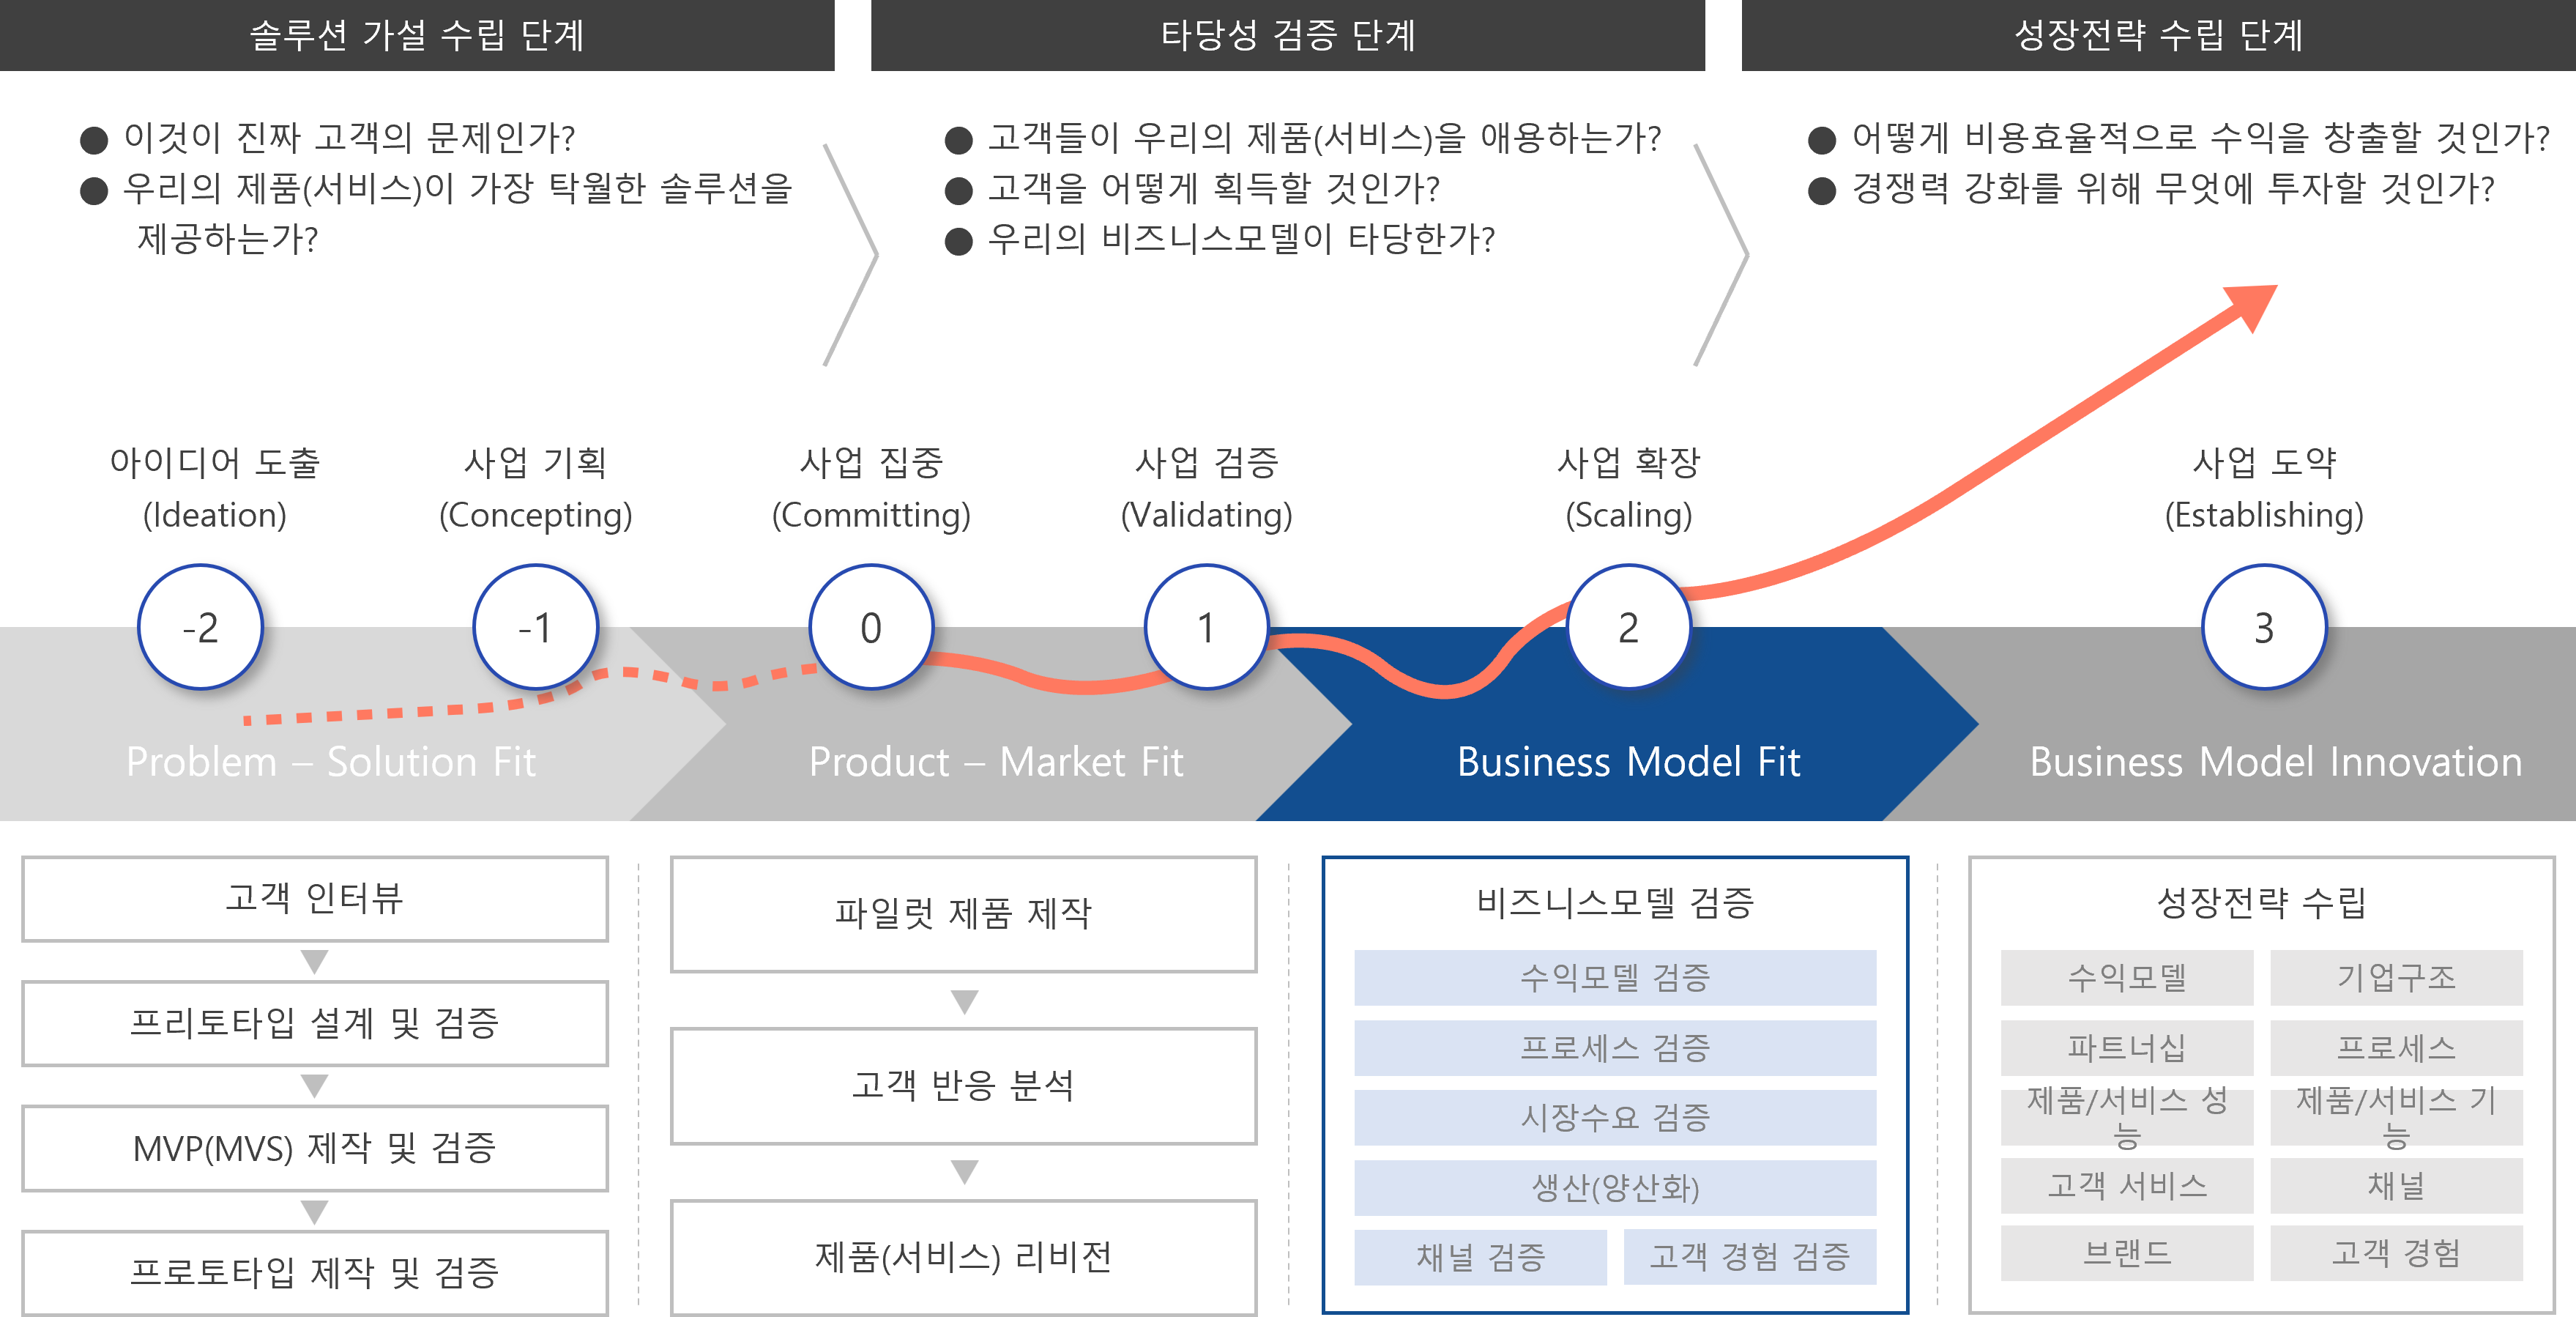 솔루션 가설 수립 단계
타당성 검증 단계
성장전략 수립 단계
● 이것이 진짜 고객의 문제인가?
● 우리의 제품(서비스)이 가장 탁월한 솔루션을
제공하는가?
● 고객들이 우리의 제품(서비스)을 애용하는가?
● 고객을 어떻게 획득할 것인가?
● 우리의 비즈니스모델이 타당한가?
● 어떻게 비용효율적으로 수익을 창출할 것인가?
● 경쟁력 강화를 위해 무엇에 투자할 것인가?
아이디어 도출
(Ideation)
사업 기획
(Concepting)
사업 집중
(Committing)
사업 검증
(Validating)
사업 확장
(Scaling)
사업 도약
(Establishing)
-2
-1
0
1
2
3
Problem – Solution Fit
Product – Market Fit
Business Model Fit
Business Model Innovation
고객 인터뷰
프리토타입 설계 및 검증
MVP(MVS) 제작 및 검증
프로토타입 제작 및 검증
파일럿 제품 제작
고객 반응 분석
제품(서비스) 리비전
비즈니스모델 검증
수익모델 검증
프로세스 검증
시장수요 검증
생산(양산화)
채널 검증
고객 경험 검증
성장전략 수립
수익모델
기업구조
파트너십
프로세스
제품/서비스 성
능
제품/서비스 기
능
고객 서비스
채널
브랜드
고객 경험